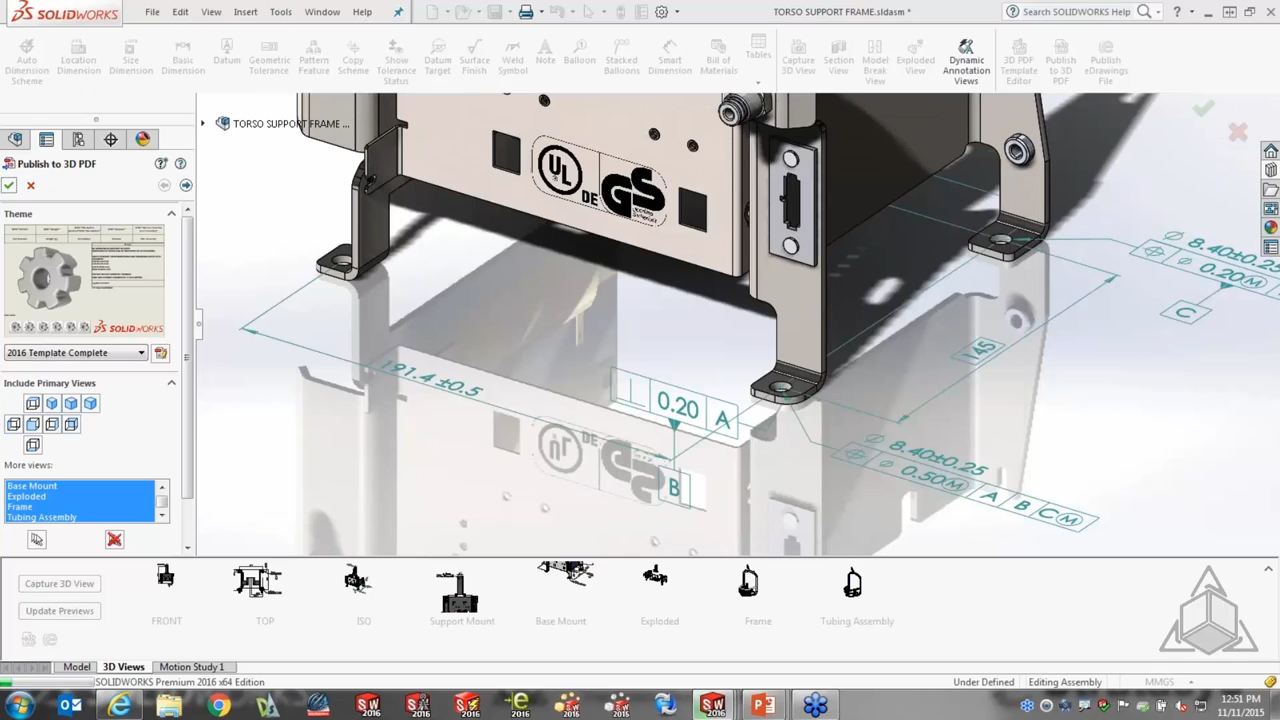 SOLIDWORKS
File Edit View Insert Tools Window Help
TORSO SUPPORT FRAME.sldasm *
Search SOLIDWORKS Help
Auto Dimension Scheme
Location Dimension
Size Dimension
Basic Dimension
Datum
Geometric Tolerance
Pattern Feature
Copy Scheme
Show Tolerance Status
Datum Target
Surface Finish
Weld Symbol
Note
Balloon
Stacked Balloons
Smart Dimension
Bill of Materials
Tables
Capture 3D View
Section View
Model Break View
Exploded View
Dynamic Annotation Views
3D PDF Template Editor
Publish to 3D PDF
Publish eDrawings File
TORSO SUPPORT FRAME ...
Publish to 3D PDF
Theme
SOLIDWORKS
2016 Template Complete
Include Primary Views
More views:
Base Mount
Exploded
Frame
Tubing Assembly
UL
DE
GS
191.4 ±0.5
0.20 A
B
145
Ø 8.40±0.25
Ø 0.50Ⓜ A B CⓂ
Ø 8.40±0.25
Ø 0.20Ⓜ
C
Capture 3D View
Update Previews
FRONT
TOP
ISO
Support Mount
Base Mount
Exploded
Frame
Tubing Assembly
Model 3D Views Motion Study 1
SOLIDWORKS Premium 2016 x64 Edition
Under Defined
Editing Assembly
MMGS
12:51 PM
11/11/2015